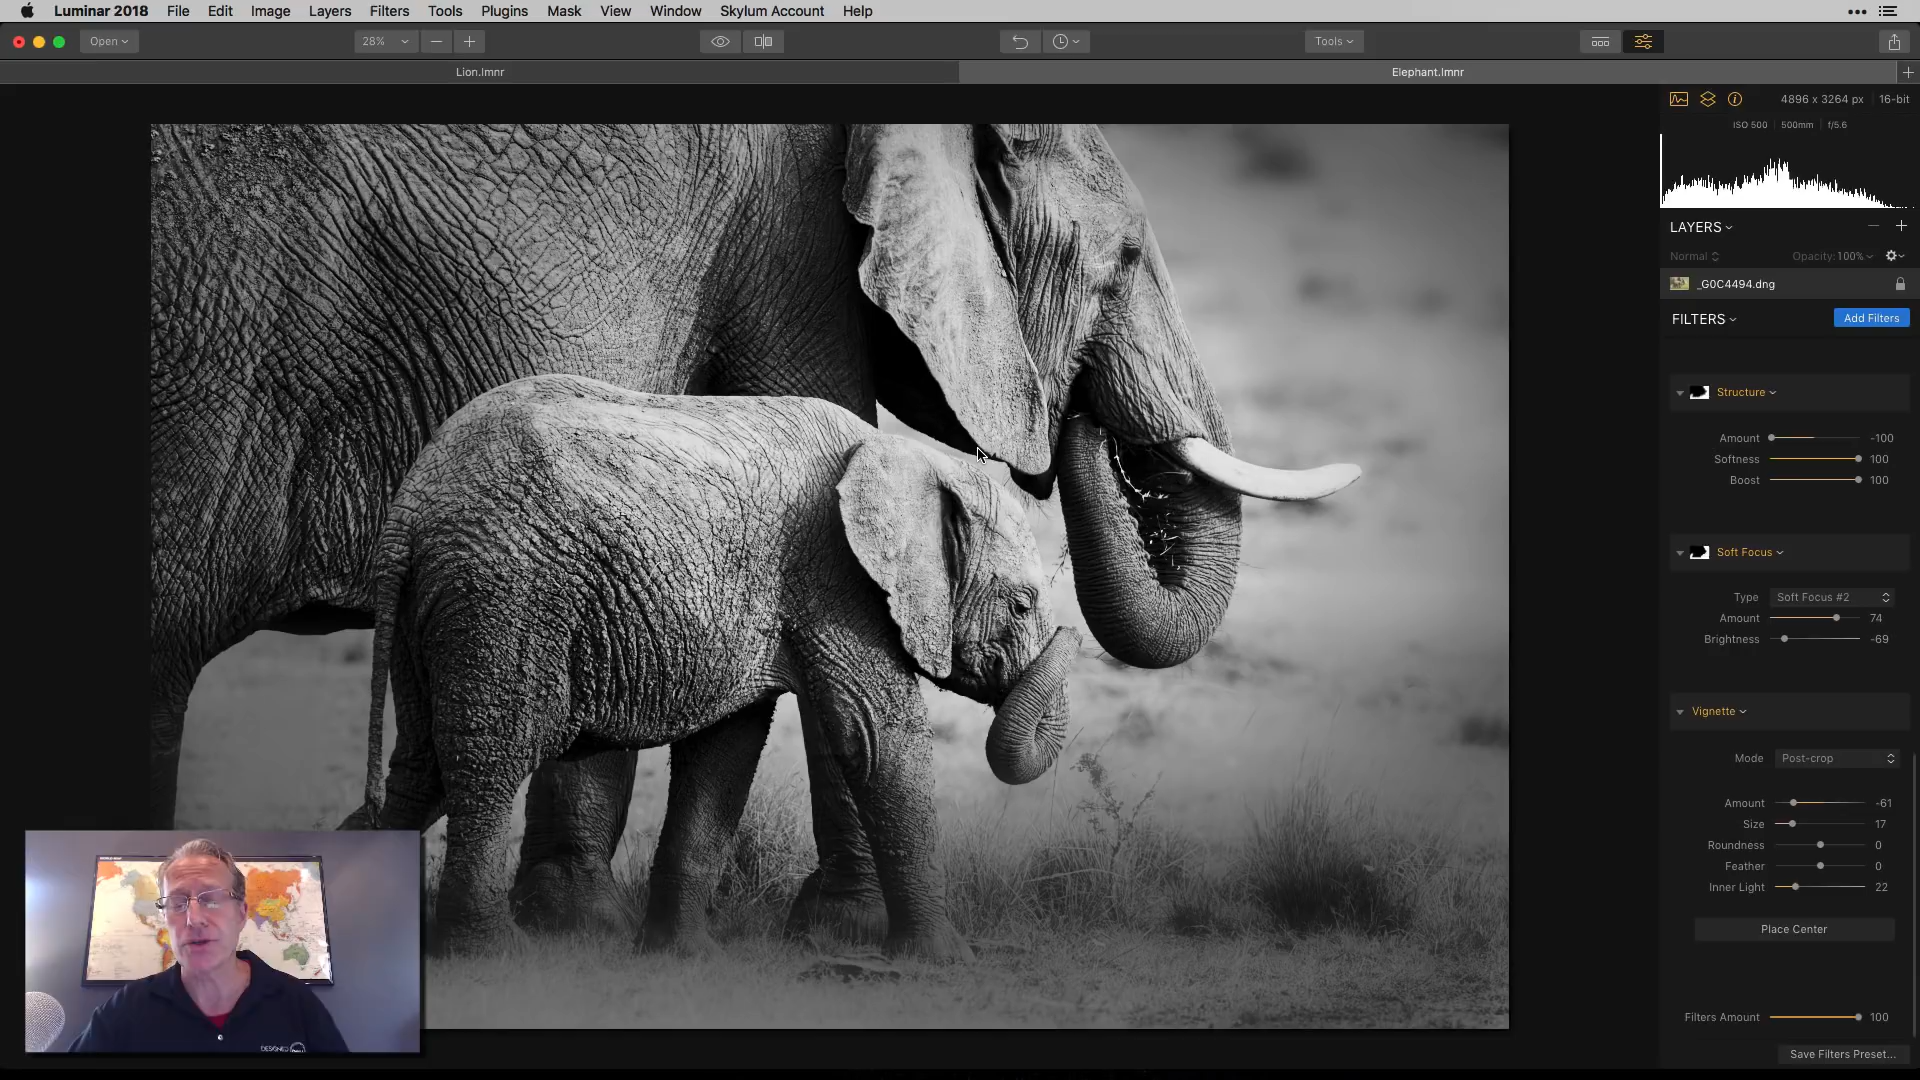 Luminar 2018 File Edit Image Layers Filters Tools Plugins Mask View Window Skylum Account Help
Open 28% Tools
Lion.lmnr Elephant.lmnr
4896 x 3264 px 16-bit
ISO 500 500mm f/5.6
LAYERS
Normal Opacity: 100%
_G0C4494.dng
FILTERS Add Filters
Structure
Amount -100
Softness 100
Boost 100
Soft Focus
Type Soft Focus #2
Amount 74
Brightness -69
Vignette
Mode Post-crop
Amount -61
Size 17
Roundness 0
Feather 0
Inner Light 22
Place Center
Filters Amount 100
Save Filters Preset...
DESIGNED